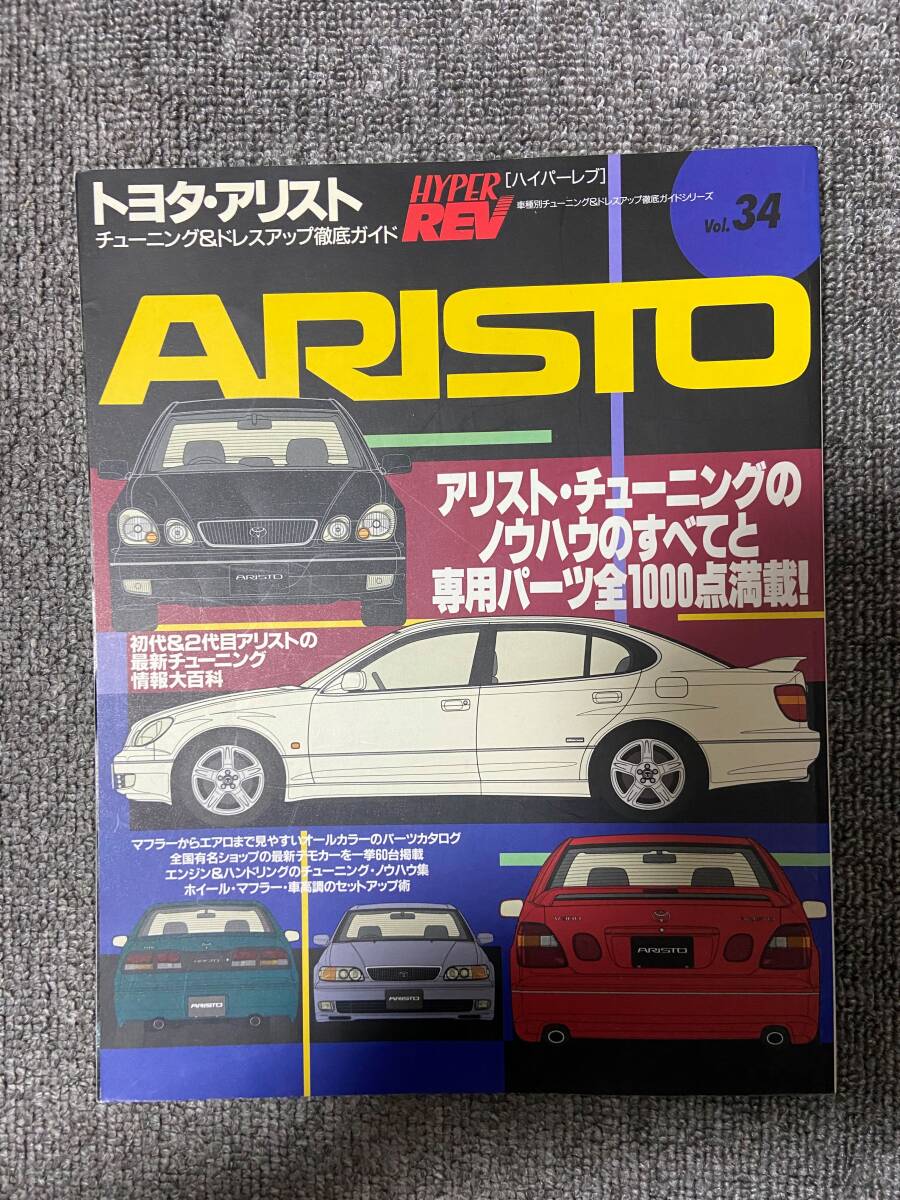 トヨタ・アリスト
チューニング&ドレスアップ徹底ガイド
HYPER
REV
[ハイパーレブ]
車種別チューニング&ドレスアップ徹底ガイドシリーズ
Vol.34
ARISTO
アリスト・チューニングの
ノウハウのすべてと
専用パーツ全1000点満載!
ARISTO
初代&2代目アリストの
最新チューニング
情報大百科
マフラーからエアロまで見やすいオールカラーのパーツカタログ
全国有名ショップの最新デモカーを一挙60台掲載
エンジン&ハンドリングのチューニング・ノウハウ集
ホイール・マフラー・車高調のセットアップ術
ARISTO
ARISTO
ARISTO